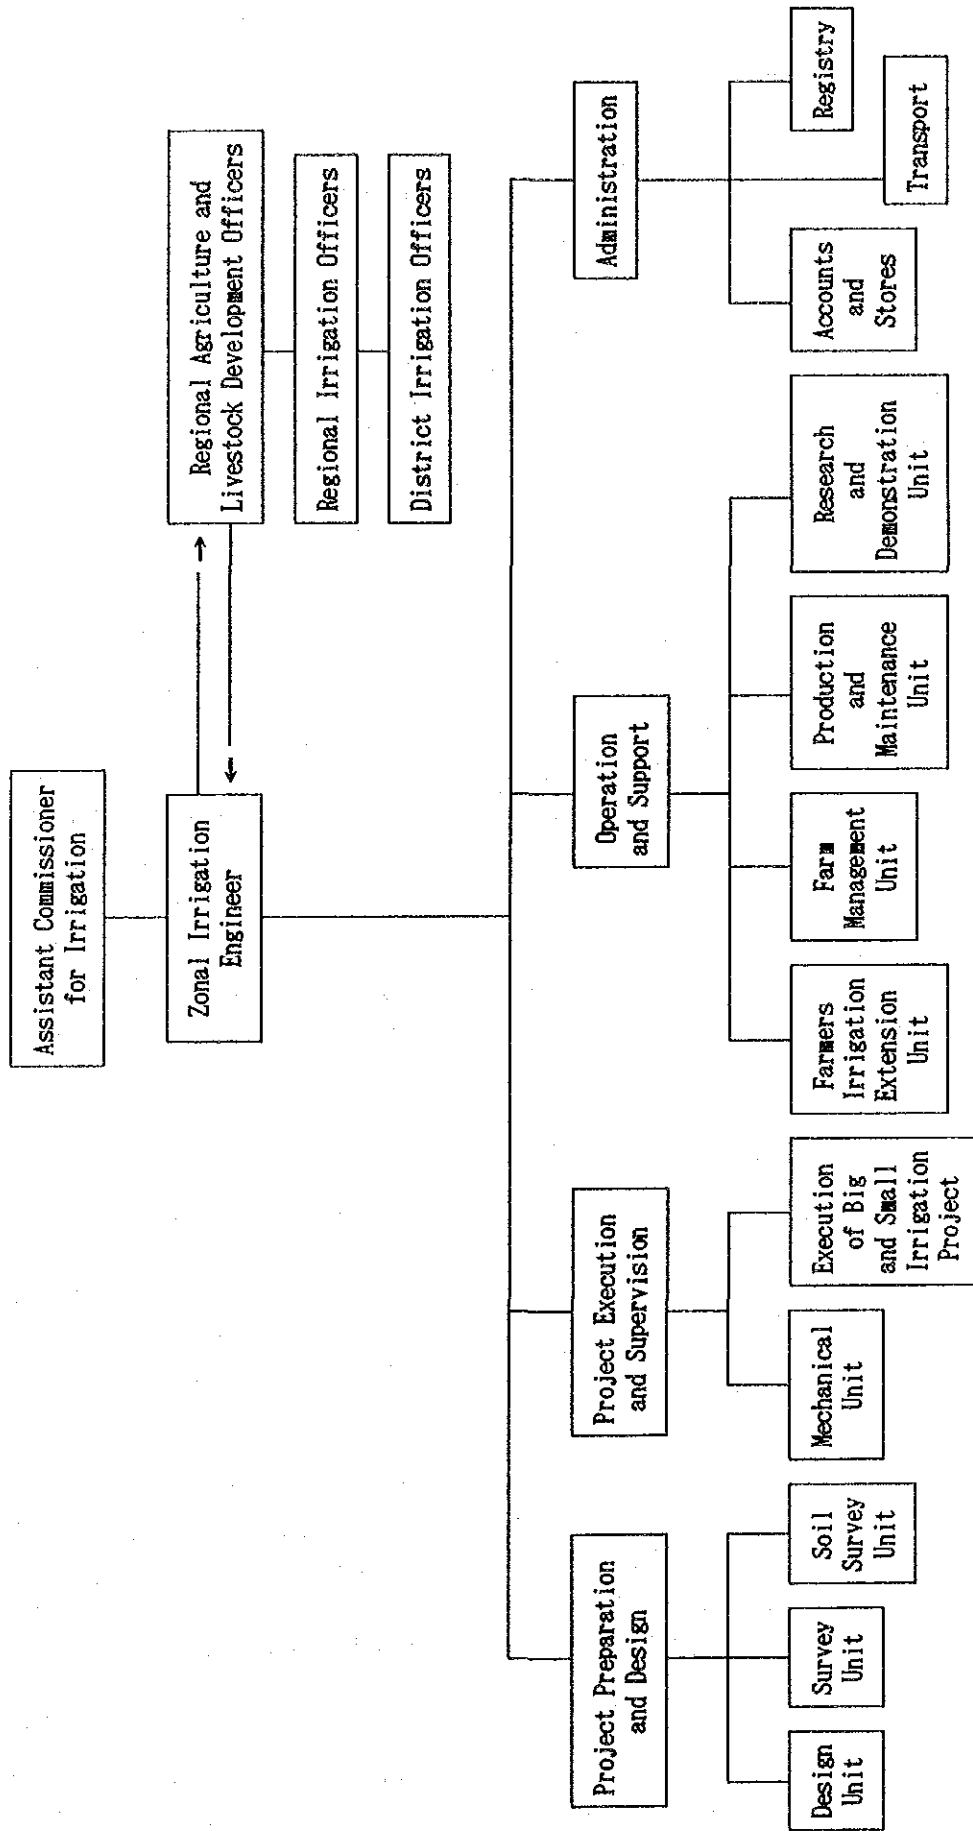 Assistant Commissioner
for Irrigation
Zonal Irrigation
Engineer
Regional Agriculture and
Livestock Development Officers
Regional Irrigation Officers
District Irrigation Officers
Project Preparation
and Design
Project Execution
and Supervision
Operation
and Support
Administration
Design
Unit
Survey
Unit
Soil
Survey
Unit
Mechanical
Unit
Execution
of Big
and Small
Irrigation
Project
Farmers
Irrigation
Extension
Unit
Farm
Management
Unit
Production
and
Maintenance
Unit
Research
and
Demonstration
Unit
Accounts
and
Stores
Transport
Registry